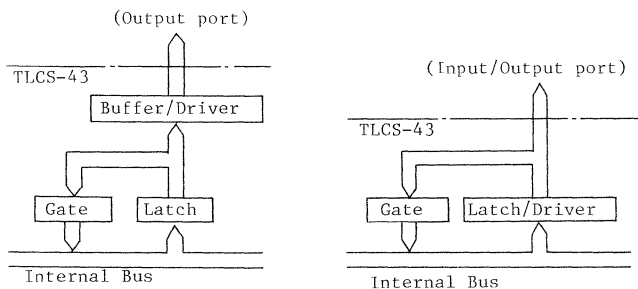 (Output port)
TLCS-43
Buffer/Driver
Gate
Latch
Internal Bus
(Input/Output port)
TLCS-43
Gate
Latch/Driver
Internal Bus